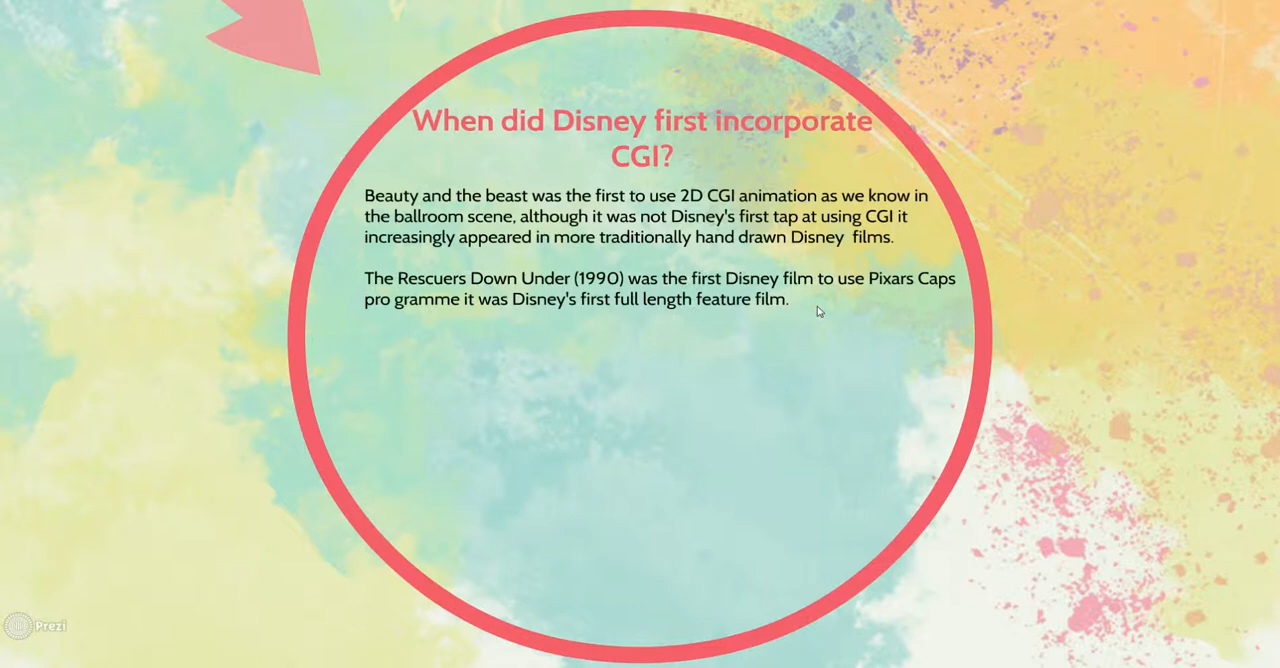 When did Disney first incorporate
CGI?
Beauty and the beast was the first to use 2D CGI animation as we know in
the ballroom scene, although it was not Disney's first tap at using CGI it
increasingly appeared in more traditionally hand drawn Disney  films.
The Rescuers Down Under (1990) was the first Disney film to use Pixars Caps
pro gramme it was Disney's first full length feature film.
Prezi